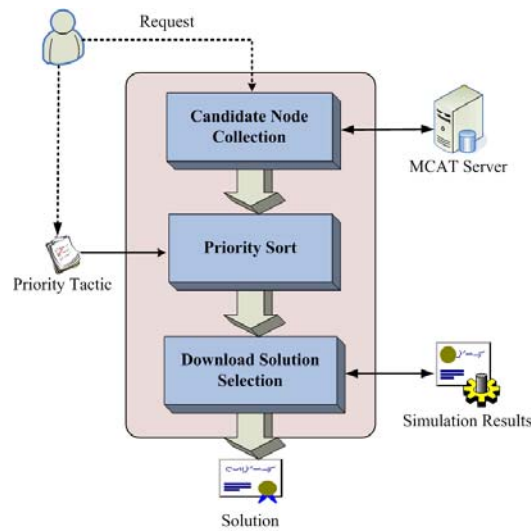 Request
Candidate Node
Collection
MCAT Server
Priority Sort
Priority Tactic
Download Solution
Selection
Simulation Results
Solution